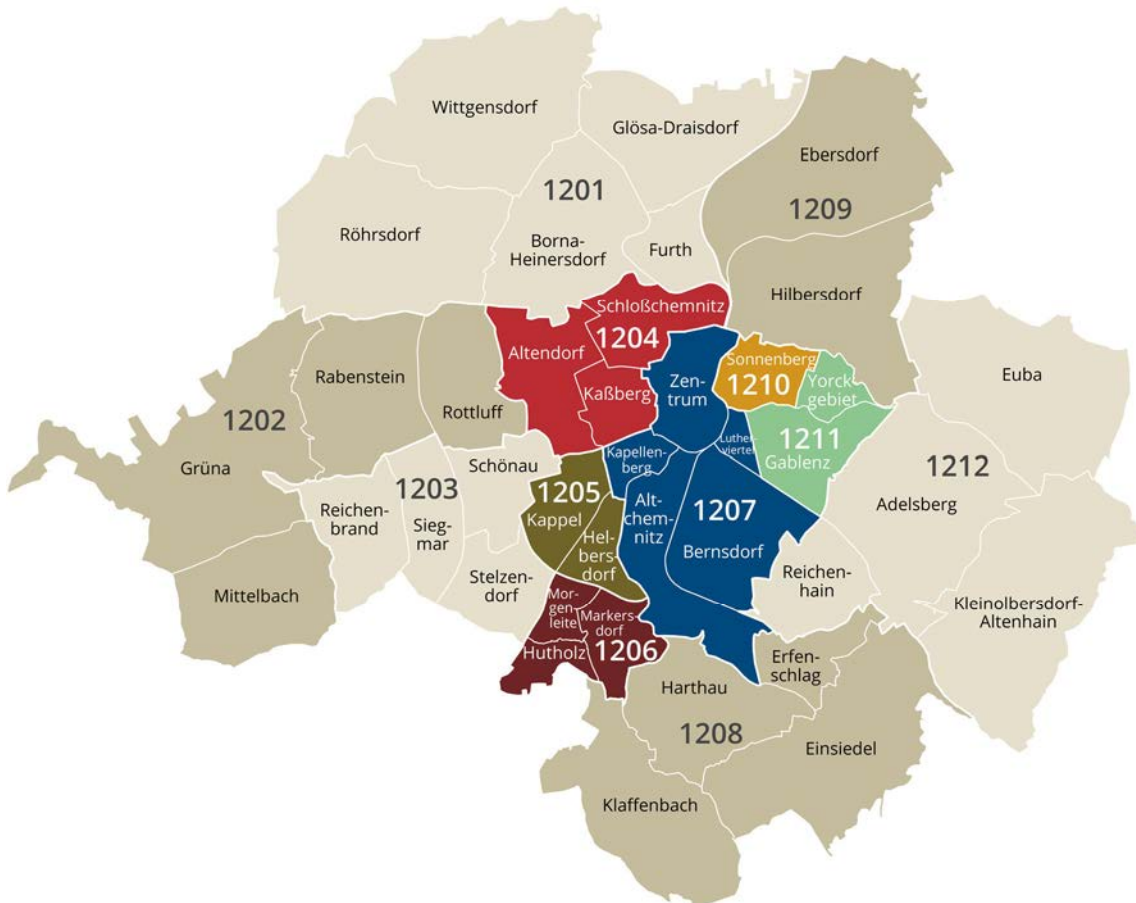 Wittgensdorf
Glösa-Draisdorf
Ebersdorf
1201
1209
Röhrsdorf
Borna-
Heinersdorf
Furth
Hilbersdorf
Schloßchemnitz
1204
Altendorf
Kaßberg
Zen-
trum
Sonnenberg
1210
Yorck
gebiet
Euba
Rabenstein
Rottluff
1202
Grüna
Luther-
viertel
1211
Gablenz
1212
Adelsberg
Schönau
Kapellen-
berg
1203
Reichen-
brand
Sieg-
mar
1205
Kappel
Alt-
chem-
nitz
1207
Bernsdorf
Hel-
bers-
dorf
Stelzen-
dorf
Reichen-
hain
Mittelbach
Mor-
gen
leite
Markers-
dorf
1206
Hutholz
Kleinolbersdorf-
Altenhain
Erfen-
schlag
Harthau
1208
Einsiedel
Klaffenbach